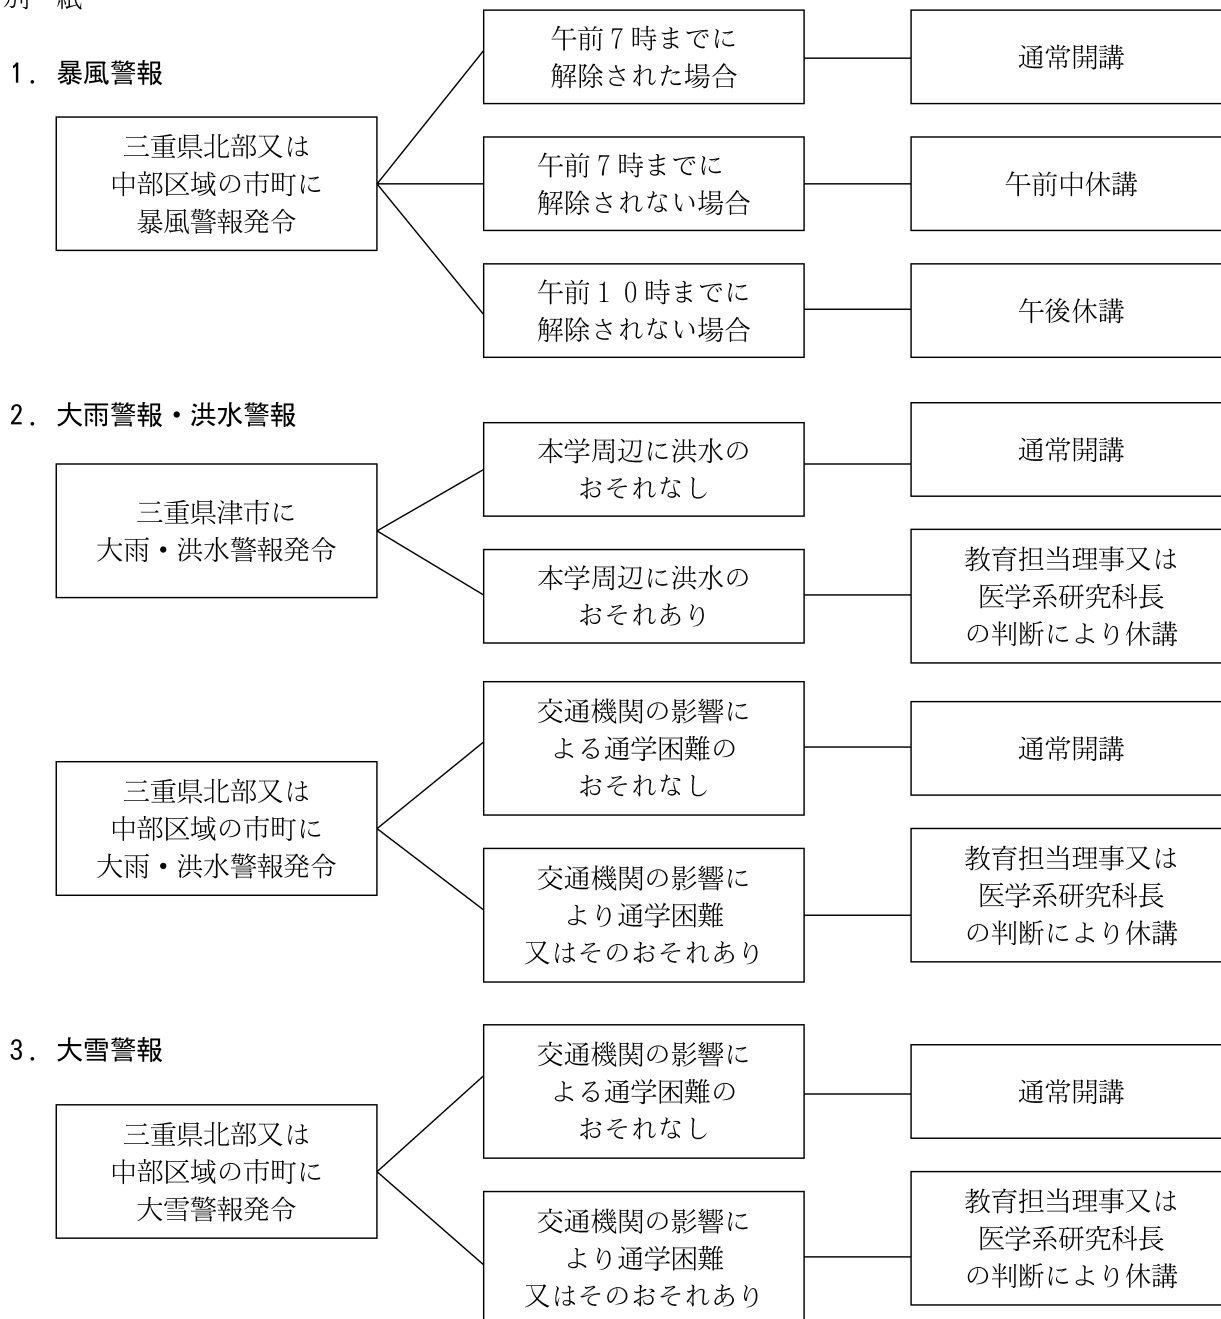 別 紙
1．暴風警報
三重県北部又は
中部区域の市町に
暴風警報発令
午前７時までに
解除された場合
通常開講
午前７時までに
解除されない場合
午前中休講
午前１０時までに
解除されない場合
午後休講
2．大雨警報・洪水警報
三重県津市に
大雨・洪水警報発令
本学周辺に洪水の
おそれなし
通常開講
本学周辺に洪水の
おそれあり
教育担当理事又は
医学系研究科長
の判断により休講
三重県北部又は
中部区域の市町に
大雨・洪水警報発令
交通機関の影響に
よる通学困難の
おそれなし
通常開講
交通機関の影響に
より通学困難
又はそのおそれあり
教育担当理事又は
医学系研究科長
の判断により休講
3．大雪警報
三重県北部又は
中部区域の市町に
大雪警報発令
交通機関の影響に
よる通学困難の
おそれなし
通常開講
交通機関の影響に
より通学困難
又はそのおそれあり
教育担当理事又は
医学系研究科長
の判断により休講